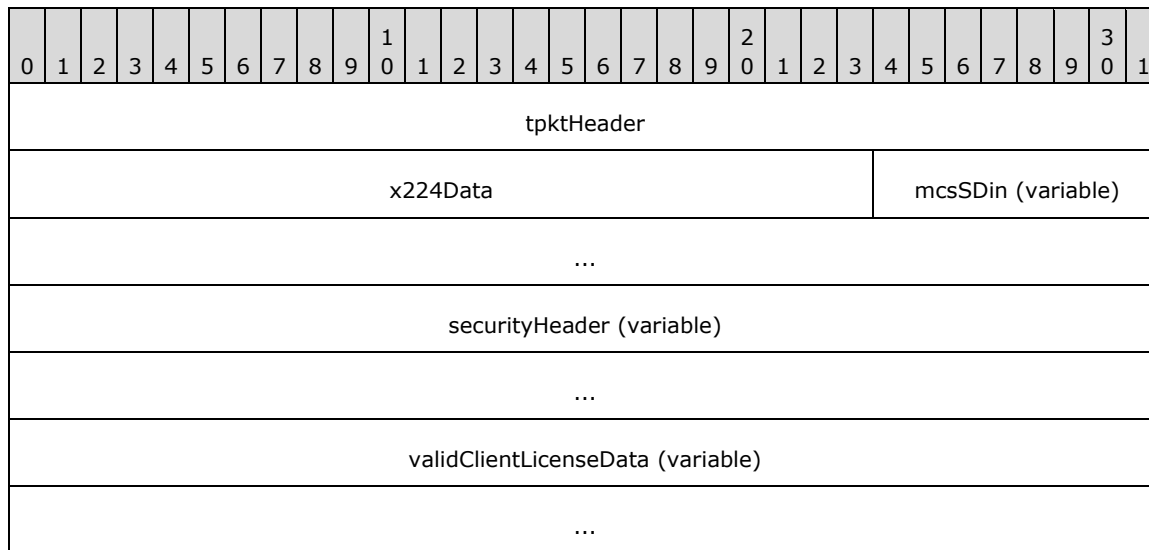 1 2 3
0 1 2 3 4 5 6 7 8 9 0 1 2 3 4 5 6 7 8 9 0 1 2 3 4 5 6 7 8 9 0 1
tpktHeader
x224Data mcsSDin (variable)
...
securityHeader (variable)
...
validClientLicenseData (variable)
...